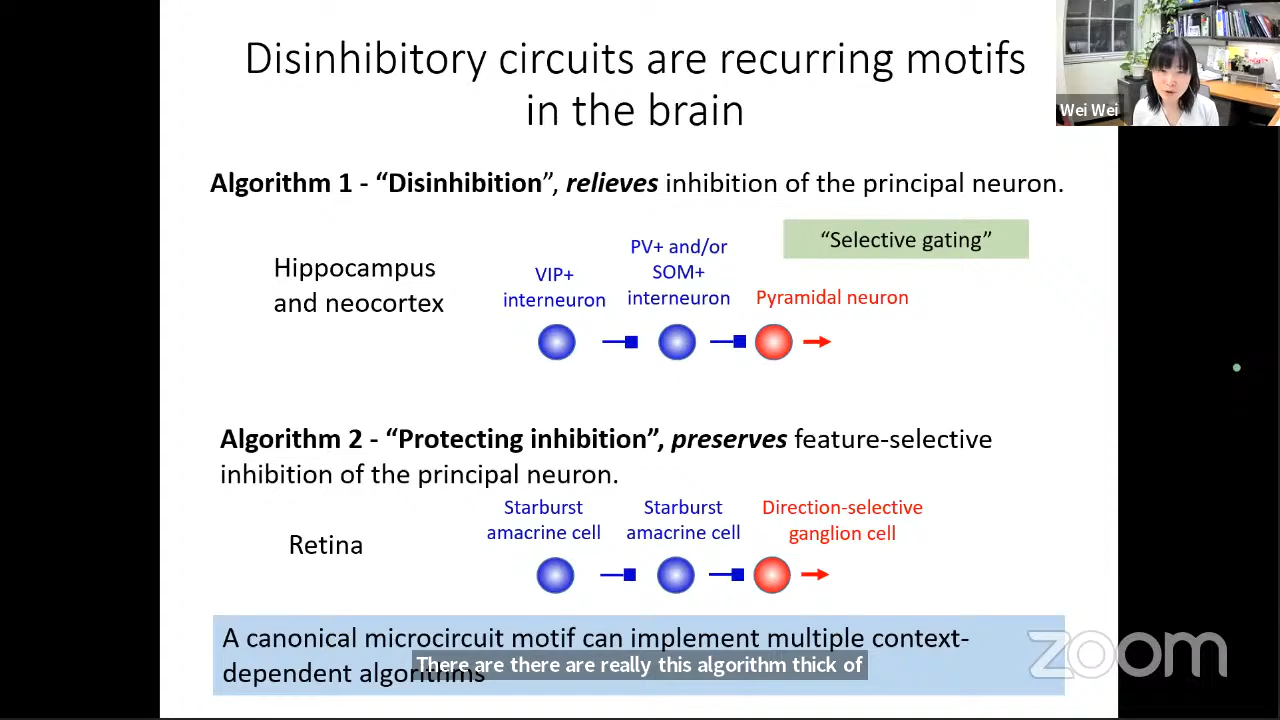 Disinhibitory circuits are recurring motifs
in the brain
Wei Wei
Algorithm 1 - “Disinhibition”, relieves inhibition of the principal neuron.
“Selective gating”
Hippocampus
and neocortex
VIP+
interneuron
PV+ and/or
SOM+
interneuron
Pyramidal neuron
Algorithm 2 - “Protecting inhibition”, preserves feature-selective
inhibition of the principal neuron.
Retina
Starburst
amacrine cell
Starburst
amacrine cell
Direction-selective
ganglion cell
A canonical microcircuit motif can implement multiple context-
dependent algorithms
There are there are really this algorithm thick of
zoom